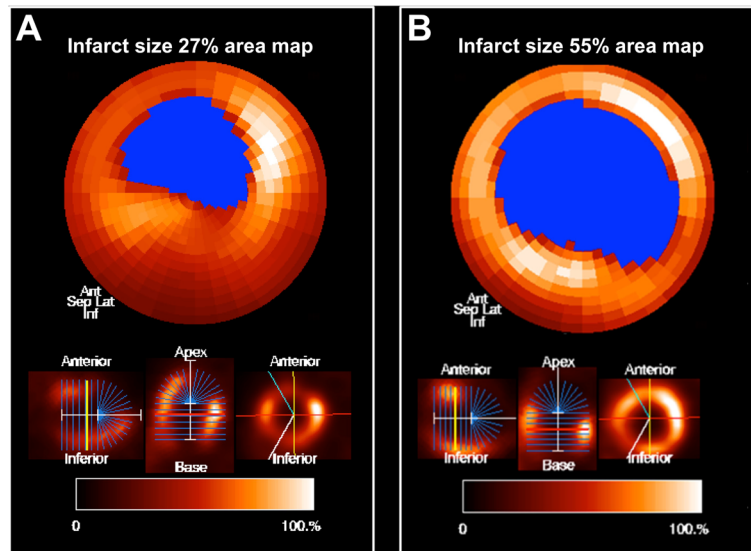 A
Infarct size 27% area map
Ant
Sep Lat
Inf
Anterior
Inferior
Apex
Base
Anterior
Inferior
0
100.%
B
Infarct size 55% area map
Ant
Sep Lat
Inf
Anterior
Inferior
Apex
Base
Anterior
Inferior
0
100.%